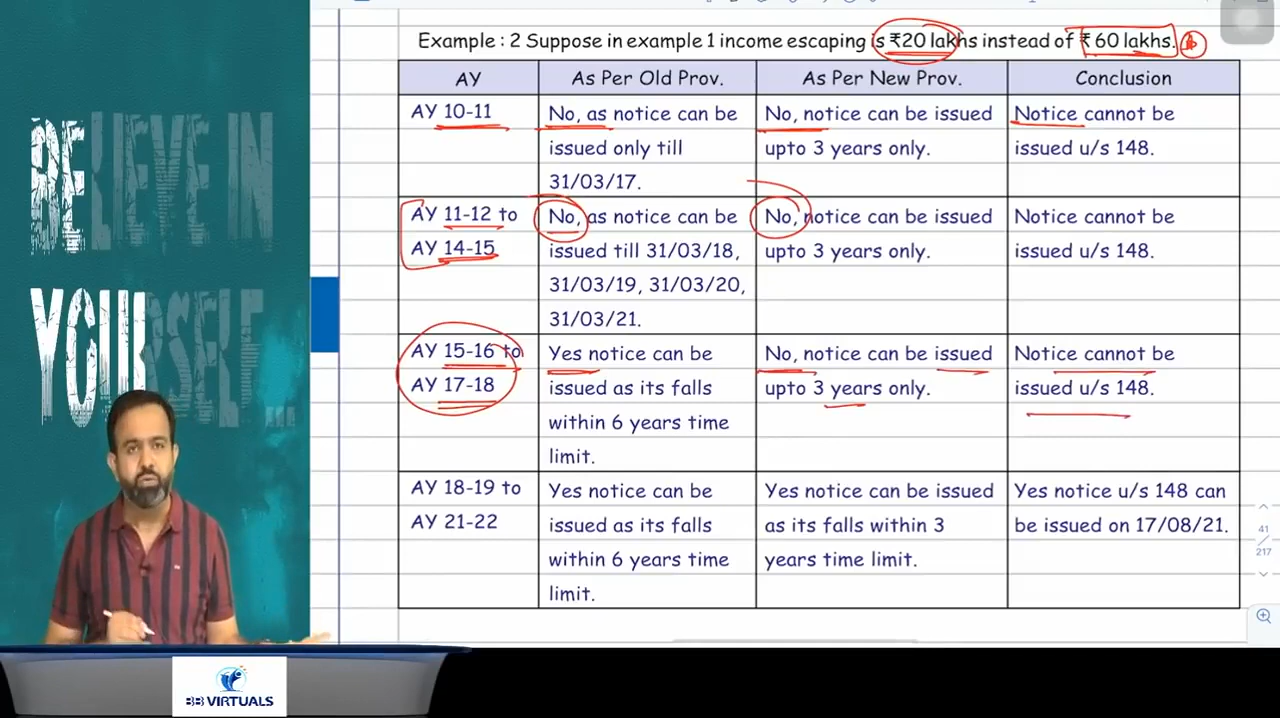 Example : 2 Suppose in example 1 income escaping is ₹20 lakhs instead of ₹ 60 lakhs.
AY
As Per Old Prov.
As Per New Prov.
Conclusion
AY 10-11
No, as notice can be
issued only till
31/03/17.
No, notice can be issued
upto 3 years only.
Notice cannot be
issued u/s 148.
AY 11-12 to
AY 14-15
No, as notice can be
issued till 31/03/18,
31/03/19, 31/03/20,
31/03/21.
No, notice can be issued
upto 3 years only.
Notice cannot be
issued u/s 148.
AY 15-16 to
AY 17-18
Yes notice can be
issued as its falls
within 6 years time
limit.
No, notice can be issued
upto 3 years only.
Notice cannot be
issued u/s 148.
AY 18-19 to
AY 21-22
Yes notice can be
issued as its falls
within 6 years time
limit.
Yes notice can be issued
as its falls within 3
years time limit.
Yes notice u/s 148 can
be issued on 17/08/21.
BELIEVE IN
YOURSELF...
41
217
BB VIRTUALS